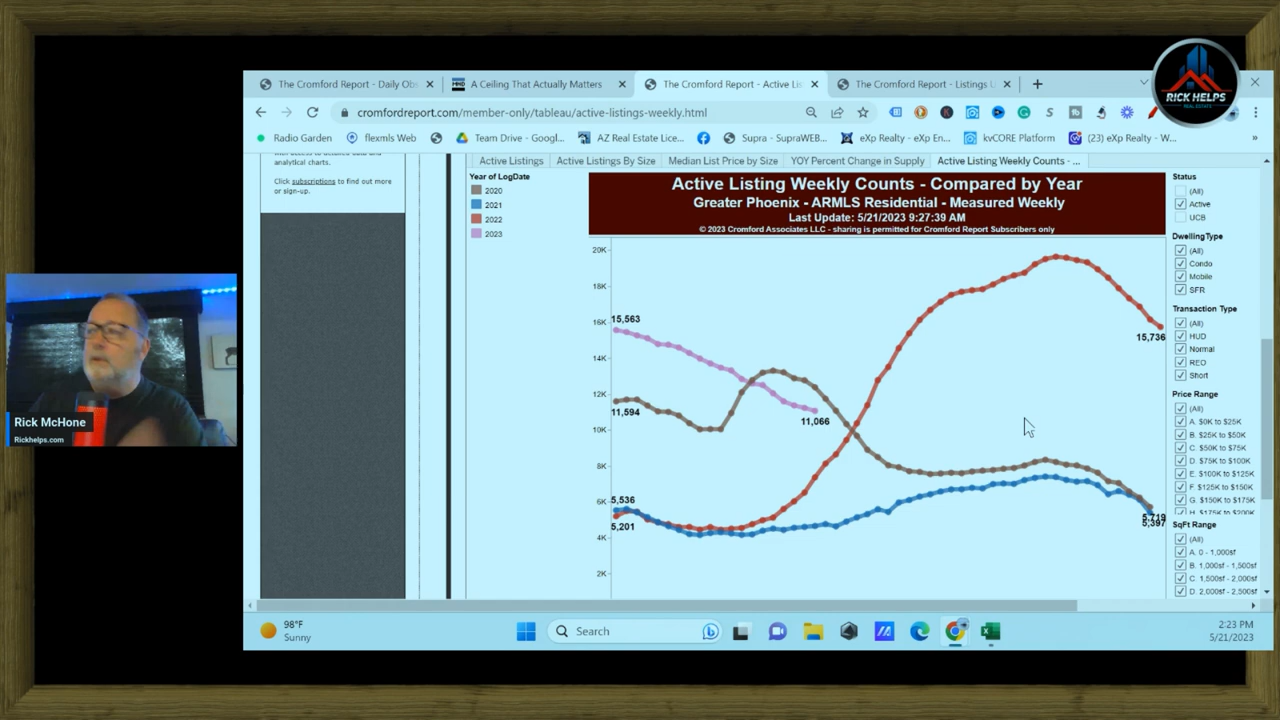 The Cromford Report - Daily Obs
A Ceiling That Actually Matters
The Cromford Report - Active Lis
The Cromford Report - Listings U
RICK HELPS
REAL ESTATE
cromfordreport.com/member-only/tableau/active-listings-weekly.html
Radio Garden
flexmls Web
Team Drive - Googl...
AZ Real Estate Lice...
Supra - SupraWEB...
eXp Realty - eXp En...
kvCORE Platform
(23) eXp Realty - W...
»
analytical charts.
Click subscriptions to find out more
or sign-up.
Active Listings
Active Listings By Size
Median List Price by Size
YOY Percent Change in Supply
Active Listing Weekly Counts - ...
Year of LogDate
2020
2021
2022
2023
Active Listing Weekly Counts - Compared by Year
Greater Phoenix - ARMLS Residential - Measured Weekly
Last Update: 5/21/2023 9:27:39 AM
© 2023 Cromford Associates LLC - sharing is permitted for Cromford Report Subscribers only
20K
18K
16K
14K
12K
10K
8K
6K
4K
2K
15,563
11,594
5,536
5,201
11,066
15,736
5,397
Status
(All)
Active
UCB
DwellingType
(All)
Condo
Mobile
SFR
Transaction Type
(All)
HUD
Normal
REO
Short
Price Range
(All)
A. $0K to $25K
B. $25K to $50K
C. $50K to $75K
D. $75K to $100K
E. $100K to $125K
F. $125K to $150K
G. $150K to $175K
H. $175K to $200K
SqFt Range
(All)
A. 0 - 1,000sf
B. 1,000sf - 1,500sf
C. 1,500sf - 2,000sf
D. 2,000sf - 2,500sf
Rick McHone
Rickhelps.com
98°F
Sunny
Search
2:23 PM
5/21/2023